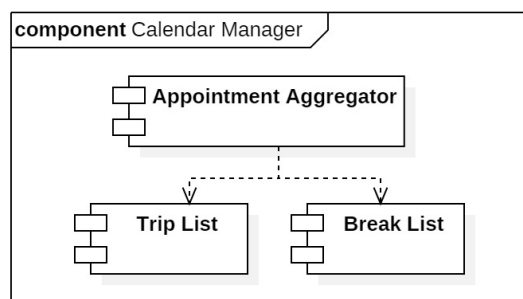 component Calendar Manager
Appointment Aggregator
Trip List
Break List